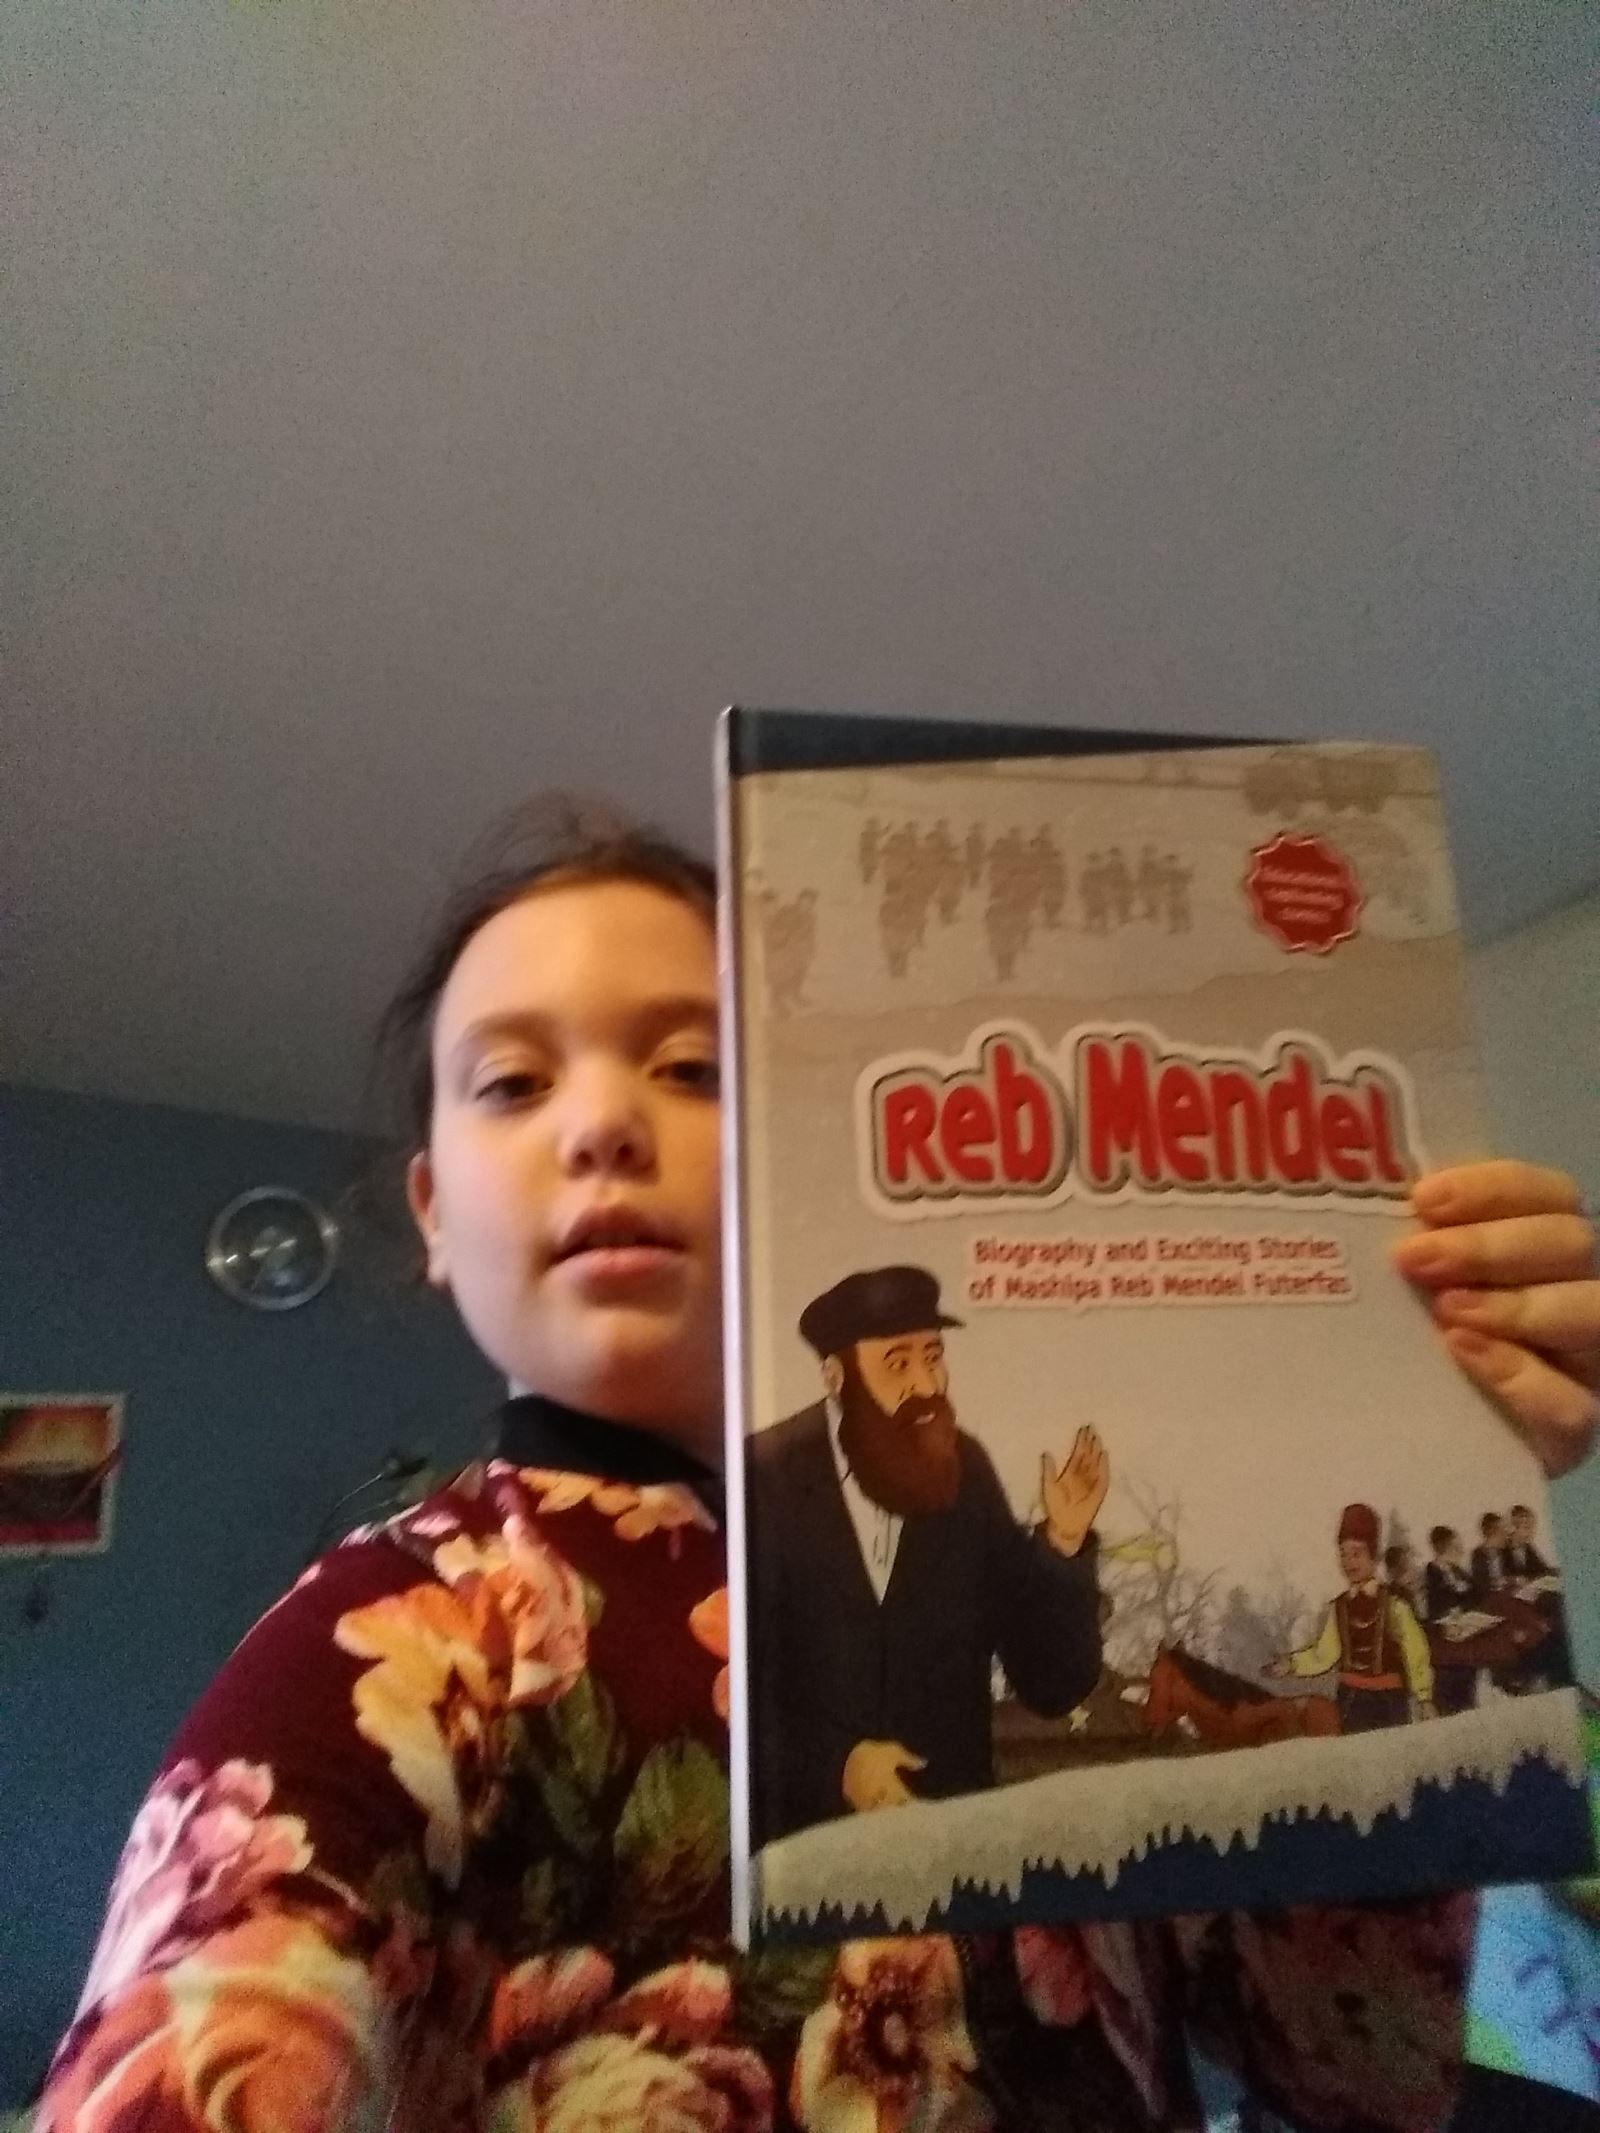 Reb Mendel
Biography and Exciting Stories
of Mashpia Reb Mendel Futerfas